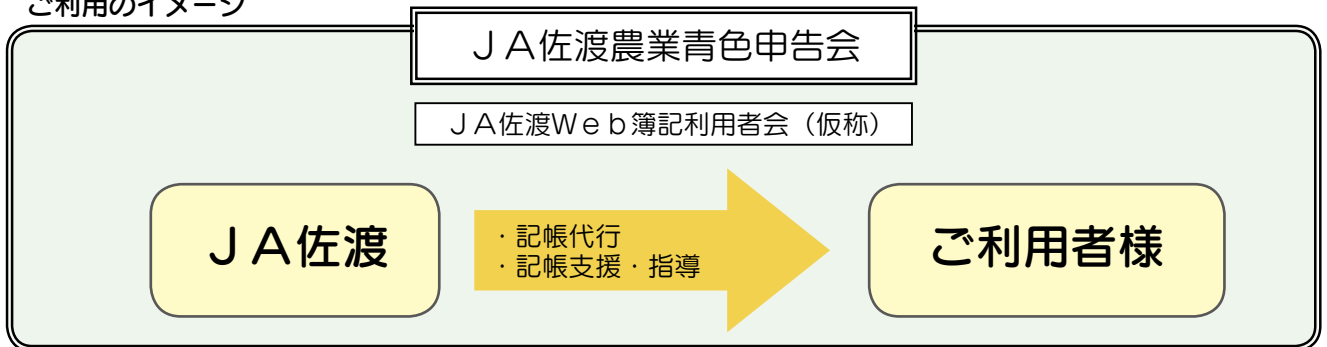 ご利用のイメージ
ＪＡ佐渡農業青色申告会
ＪＡ佐渡Ｗｅｂ簿記利用者会（仮称）
ＪＡ佐渡
・記帳代行
・記帳支援・指導
ご利用者様